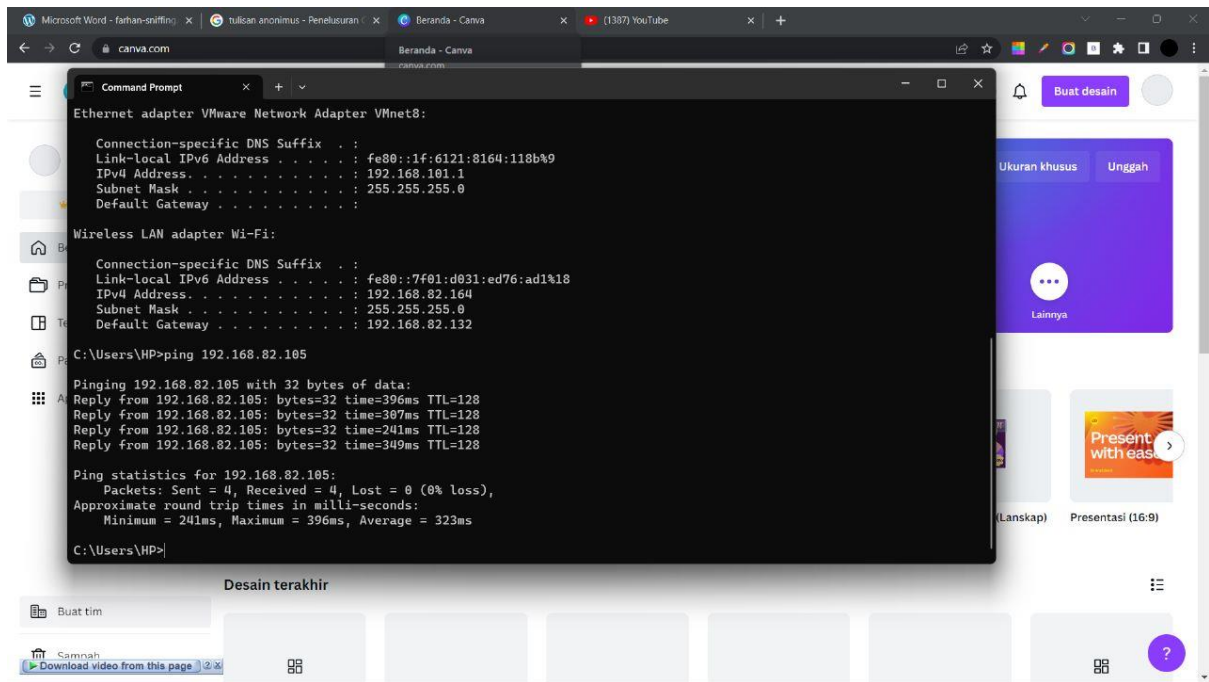 Microsoft Word - farhan-sniffing
tulisan anonimus - Penelusuran G
Beranda - Canva
(1387) YouTube
canva.com
Beranda - Canva
canva.com
Command Prompt
Buat desain
Ethernet adapter VMware Network Adapter VMnet8:
Connection-specific DNS Suffix . :
Link-local IPv6 Address . . . . . : fe80::1f:6121:8164:118b%9
IPv4 Address. . . . . . . . . . . : 192.168.101.1
Subnet Mask . . . . . . . . . . . : 255.255.255.0
Default Gateway . . . . . . . . . :
Ukuran khusus
Unggah
Wireless LAN adapter Wi-Fi:
Connection-specific DNS Suffix . :
Link-local IPv6 Address . . . . . : fe80::7f01:d031:ed76:ad1%18
IPv4 Address. . . . . . . . . . . : 192.168.82.164
Subnet Mask . . . . . . . . . . . : 255.255.255.0
Default Gateway . . . . . . . . . : 192.168.82.132
Lainnya
C:\Users\HP>ping 192.168.82.105
Pinging 192.168.82.105 with 32 bytes of data:
Reply from 192.168.82.105: bytes=32 time=396ms TTL=128
Reply from 192.168.82.105: bytes=32 time=307ms TTL=128
Reply from 192.168.82.105: bytes=32 time=241ms TTL=128
Reply from 192.168.82.105: bytes=32 time=349ms TTL=128
Ping statistics for 192.168.82.105:
Packets: Sent = 4, Received = 4, Lost = 0 (0% loss),
Approximate round trip times in milli-seconds:
Minimum = 241ms, Maximum = 396ms, Average = 323ms
C:\Users\HP>
Present
with ease
(Lanskap)
Presentasi (16:9)
Desain terakhir
Buat tim
Sampah
Download video from this page